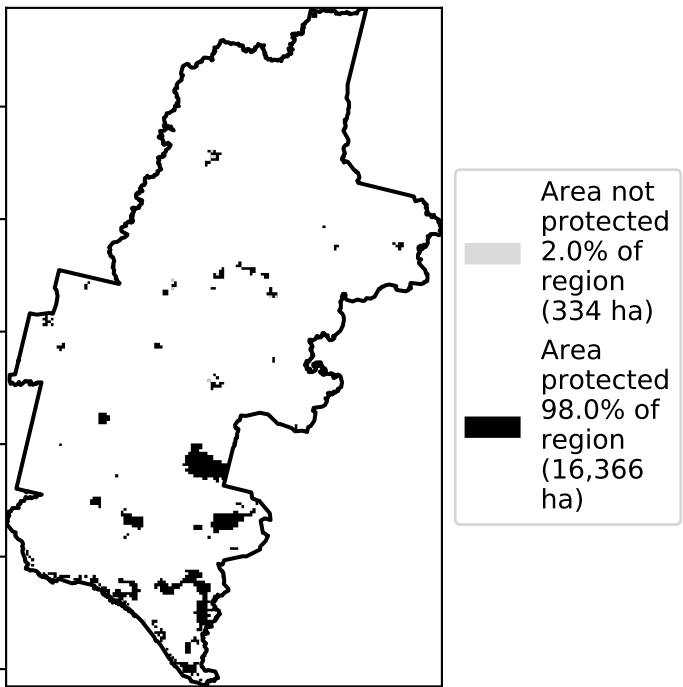 Area not
protected
2.0% of
region
(334 ha)
Area
protected
98.0% of
region
(16,366
ha)